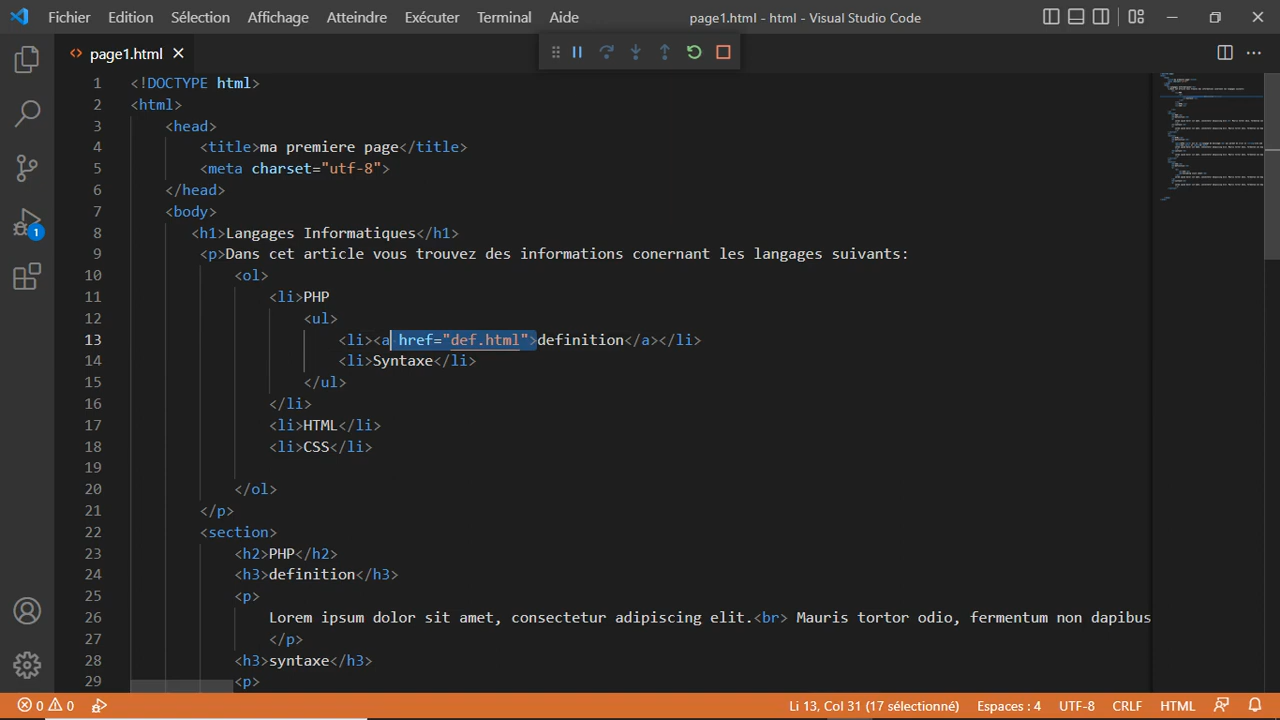 Fichier Edition Sélection Affichage Atteindre Exécuter Terminal Aide page1.html - html - Visual Studio Code
page1.html
1 <!DOCTYPE html>
2 <html>
3 <head>
4 <title>ma premiere page</title>
5 <meta charset="utf-8">
6 </head>
7 <body>
8 <h1>Langages Informatiques</h1>
9 <p>Dans cet article vous trouvez des informations conernant les langages suivants:
10 <ol>
11 <li>PHP
12 <ul>
13 <li><a href="def.html">definition</a></li>
14 <li>Syntaxe</li>
15 </ul>
16 </li>
17 <li>HTML</li>
18 <li>CSS</li>
19
20 </ol>
21 </p>
22 <section>
23 <h2>PHP</h2>
24 <h3>definition</h3>
25 <p>
26 Lorem ipsum dolor sit amet, consectetur adipiscing elit.<br> Mauris tortor odio, fermentum non dapibus
27 </p>
28 <h3>syntaxe</h3>
29 <p>
1
0 0 Li 13, Col 31 (17 sélectionné) Espaces : 4 UTF-8 CRLF HTML